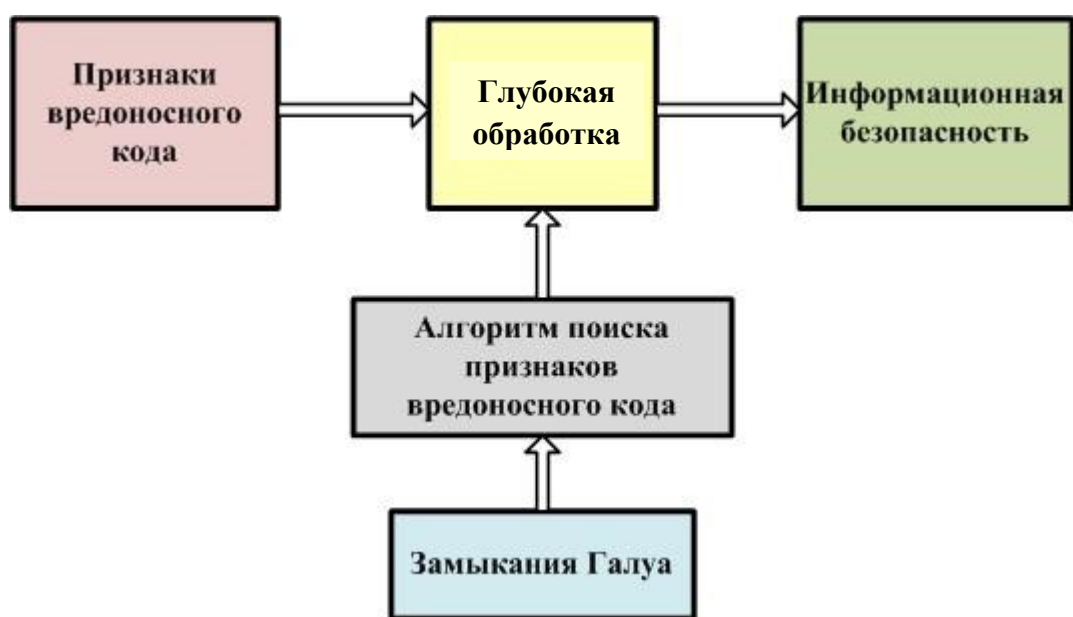 Признаки
вредоносного
кода
Глубокая
обработка
Информационная
безопасность
Алгоритм поиска
признаков
вредоносного кода
Замыкания Галуа